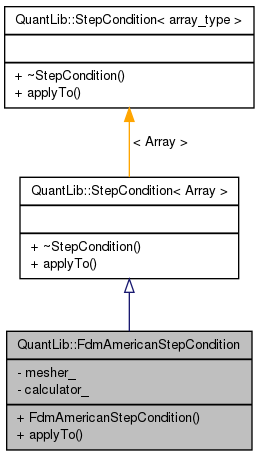 QuantLib::StepCondition< array_type >
+ ~StepCondition()
+ applyTo()
< Array >
QuantLib::StepCondition< Array >
+ ~StepCondition()
+ applyTo()
QuantLib::FdmAmericanStepCondition
- mesher_
- calculator_
+ FdmAmericanStepCondition()
+ applyTo()